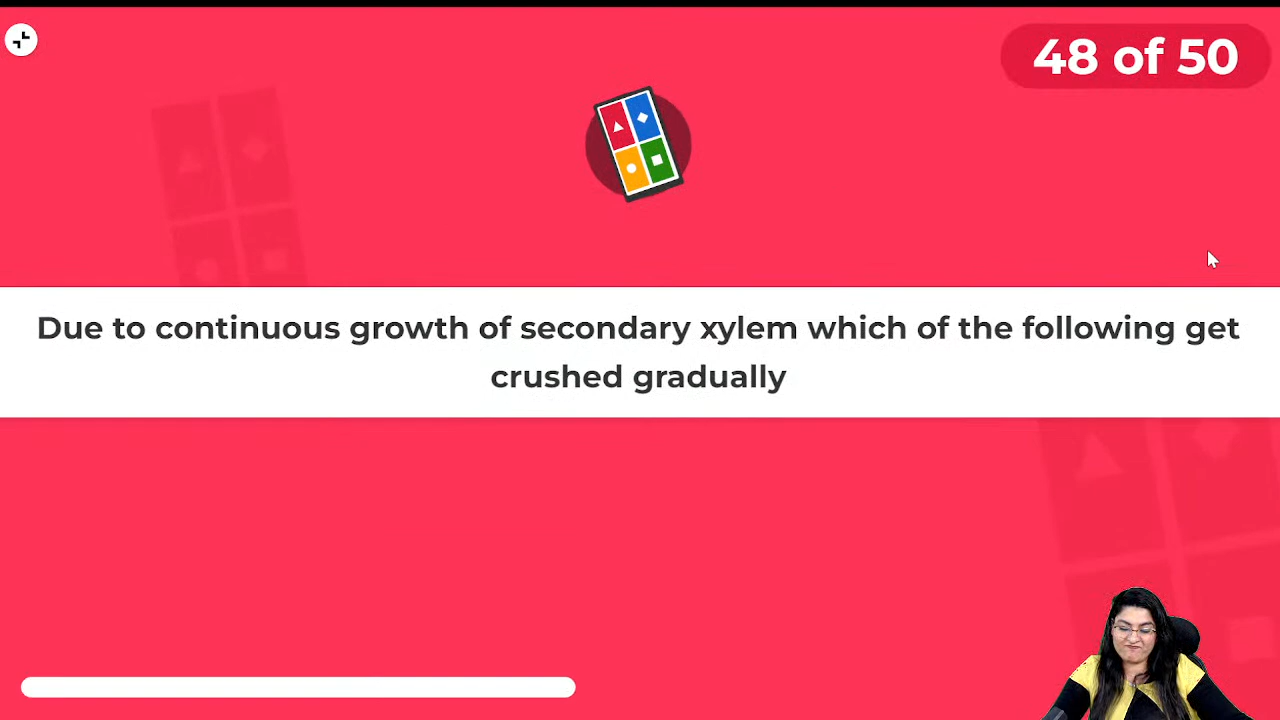 48 of 50
Due to continuous growth of secondary xylem which of the following get
crushed gradually